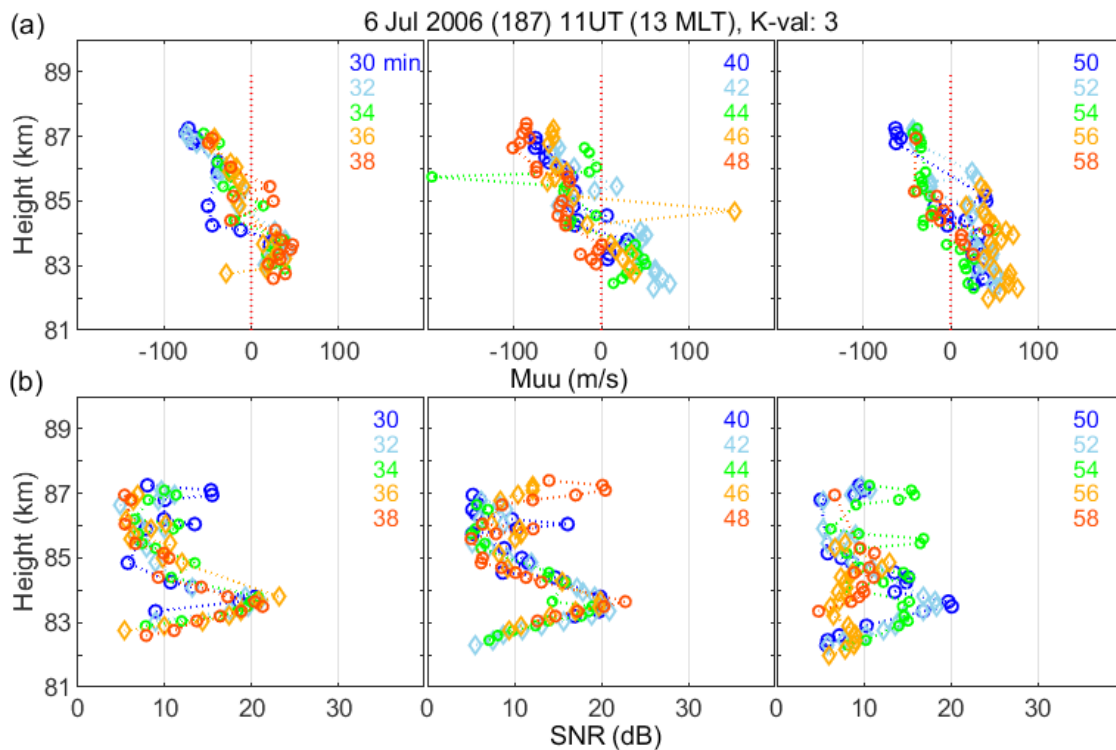 6 Jul 2006 (187) 11UT (13 MLT), K-val: 3
(a)
Height (km)
89
87
85
83
81
30 min
32
34
36
38
40
42
44
46
48
50
52
54
56
58
-100 0 100
-100 0 100
-100 0 100
Muu (m/s)
(b)
Height (km)
89
87
85
83
81
30
32
34
36
38
40
42
44
46
48
50
52
54
56
58
0 10 20 30
0 10 20 30
0 10 20 30
SNR (dB)